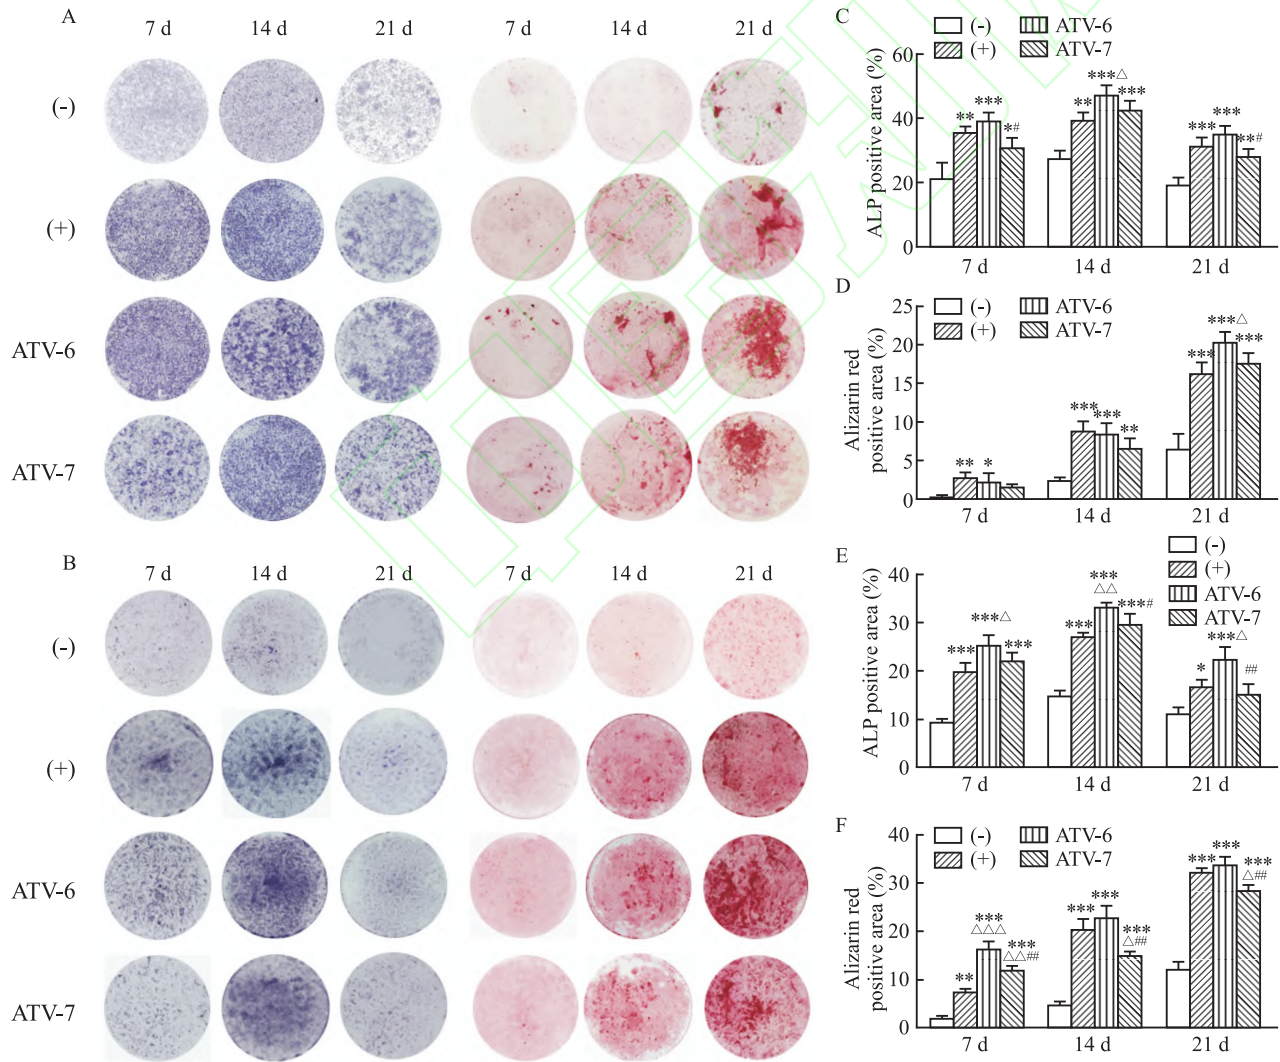 A
7 d 14 d 21 d 7 d 14 d 21 d
(-)
(+)
ATV-6
ATV-7
B
7 d 14 d 21 d 7 d 14 d 21 d
(-)
(+)
ATV-6
ATV-7
C
(-) ATV-6
(+) ATV-7
ALP positive area (%)
60
40
20
0
** *** *#
** ***△ ***
*** *** **#
7 d 14 d 21 d
D
(-) ATV-6
(+) ATV-7
Alizarin red
positive area (%)
25
20
15
10
5
0
** *
*** *** **
*** ***△ ***
7 d 14 d 21 d
E
(-)
(+)
ATV-6
ATV-7
ALP positive area (%)
40
30
20
10
0
*** ***△ ***
*** *** △△ ***#
* ***△ ##
7 d 14 d 21 d
F
(-) ATV-6
(+) ATV-7
Alizarin red
positive area (%)
40
30
20
10
0
** *** △△△ *** △△##
*** *** *** △##
*** *** *** △##
7 d 14 d 21 d